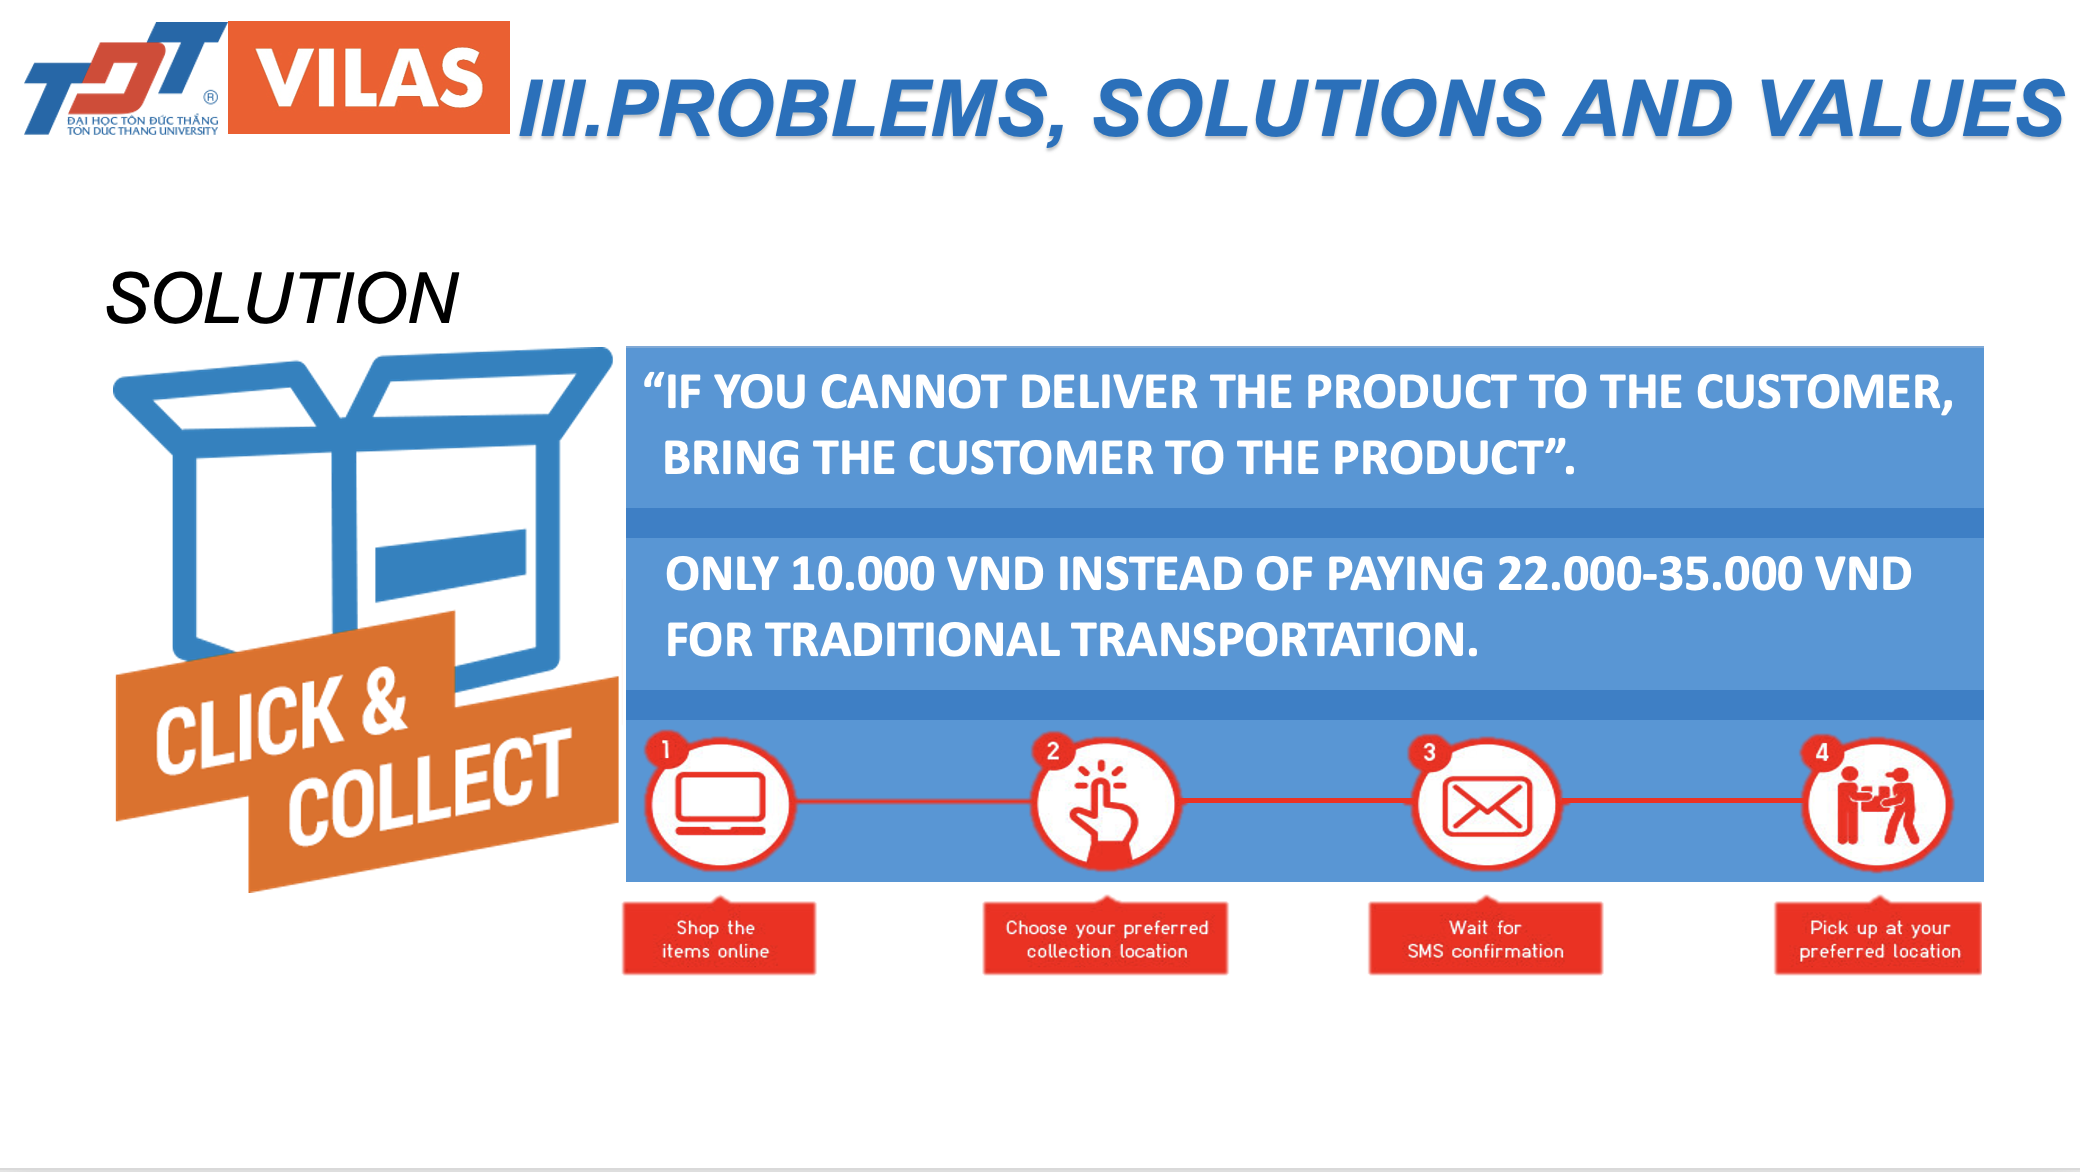 TDT
®
ĐẠI HỌC TÔN ĐỨC THẮNG
TON DUC THANG UNIVERSITY
VILAS
III.PROBLEMS, SOLUTIONS AND VALUES
SOLUTION
“IF YOU CANNOT DELIVER THE PRODUCT TO THE CUSTOMER,
BRING THE CUSTOMER TO THE PRODUCT”.
ONLY 10.000 VND INSTEAD OF PAYING 22.000-35.000 VND
FOR TRADITIONAL TRANSPORTATION.
CLICK &
COLLECT
1
2
3
4
Shop the
items online
Choose your preferred
collection location
Wait for
SMS confirmation
Pick up at your
preferred location